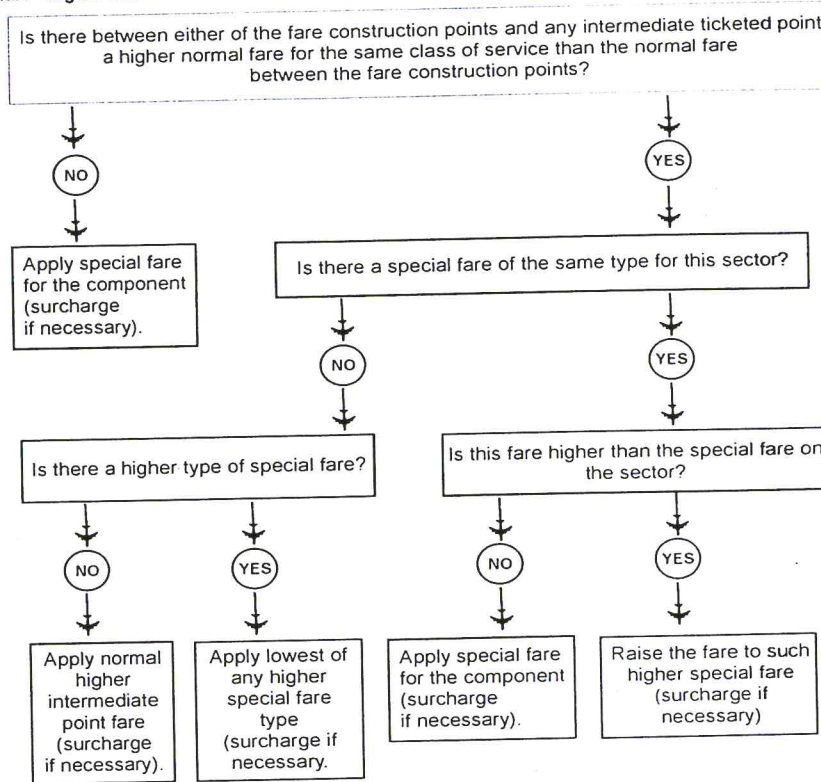 Is there between either of the fare construction points and any intermediate ticketed point
a higher normal fare for the same class of service than the normal fare
between the fare construction points?
NO
YES
Apply special fare
for the component
(surcharge
if necessary).
Is there a special fare of the same type for this sector?
NO
YES
Is there a higher type of special fare?
Is this fare higher than the special fare on
the sector?
NO
YES
NO
YES
Apply normal
higher
intermediate
point fare
(surcharge
if necessary).
Apply lowest of
any higher
special fare
type
(surcharge if
necessary.
Apply special fare
for the component
(surcharge
if necessary).
Raise the fare to such
higher special fare
(surcharge if
necessary)